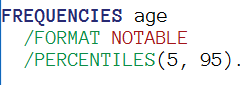 FREQUENCIES age
/FORMAT NOTABLE
/PERCENTILES(5, 95).